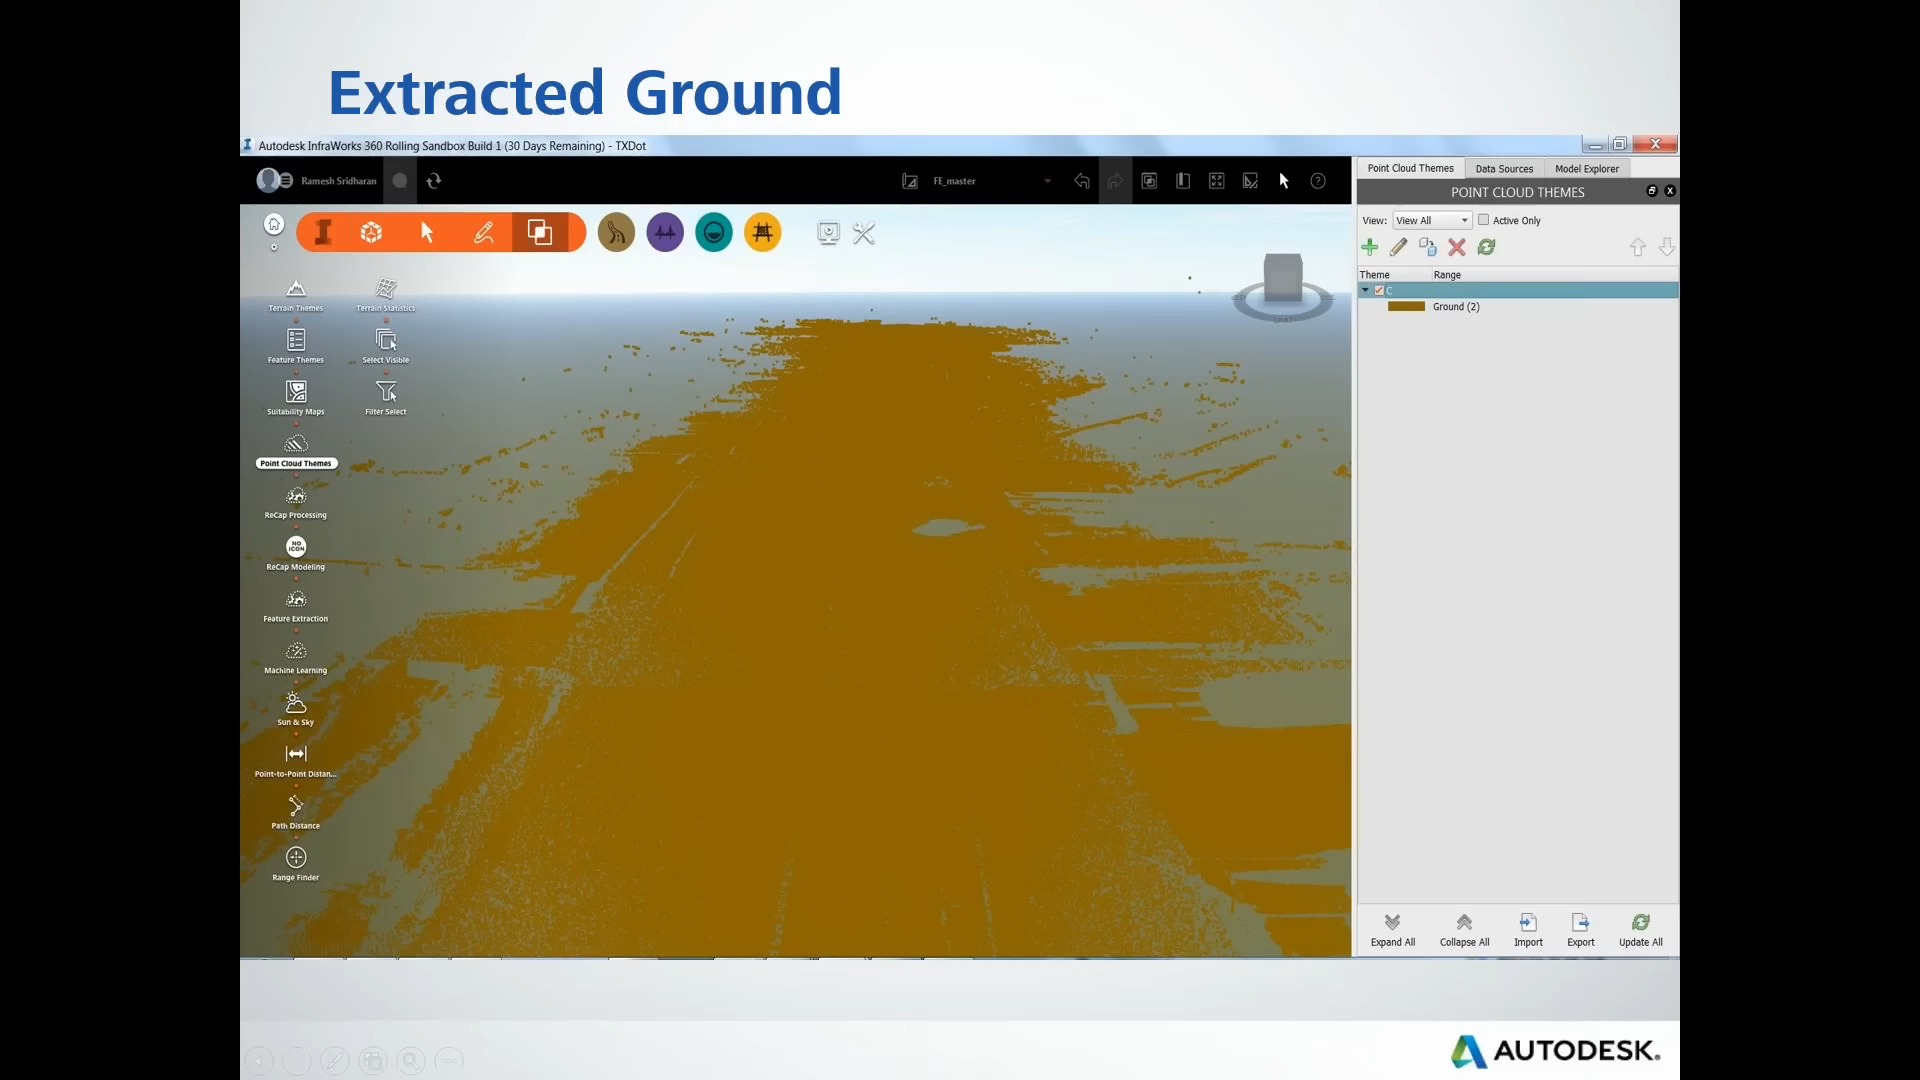 Extracted Ground
Autodesk InfraWorks 360 Rolling Sandbox Build 1 (30 Days Remaining) - TXDot
Ramesh Sridharan
FE_master
Terrain Themes
Terrain Statistics
Feature Themes
Select Visible
Suitability Maps
Filter Select
Point Cloud Themes
ReCap Processing
NO ICON
ReCap Modeling
Feature Extraction
Machine Learning
Sun & Sky
Point-to-Point Distan...
Path Distance
Range Finder
Point Cloud Themes
Data Sources
Model Explorer
POINT CLOUD THEMES
View: View All Active Only
Theme Range
C
Ground (2)
Expand All
Collapse All
Import
Export
Update All
AUTODESK.